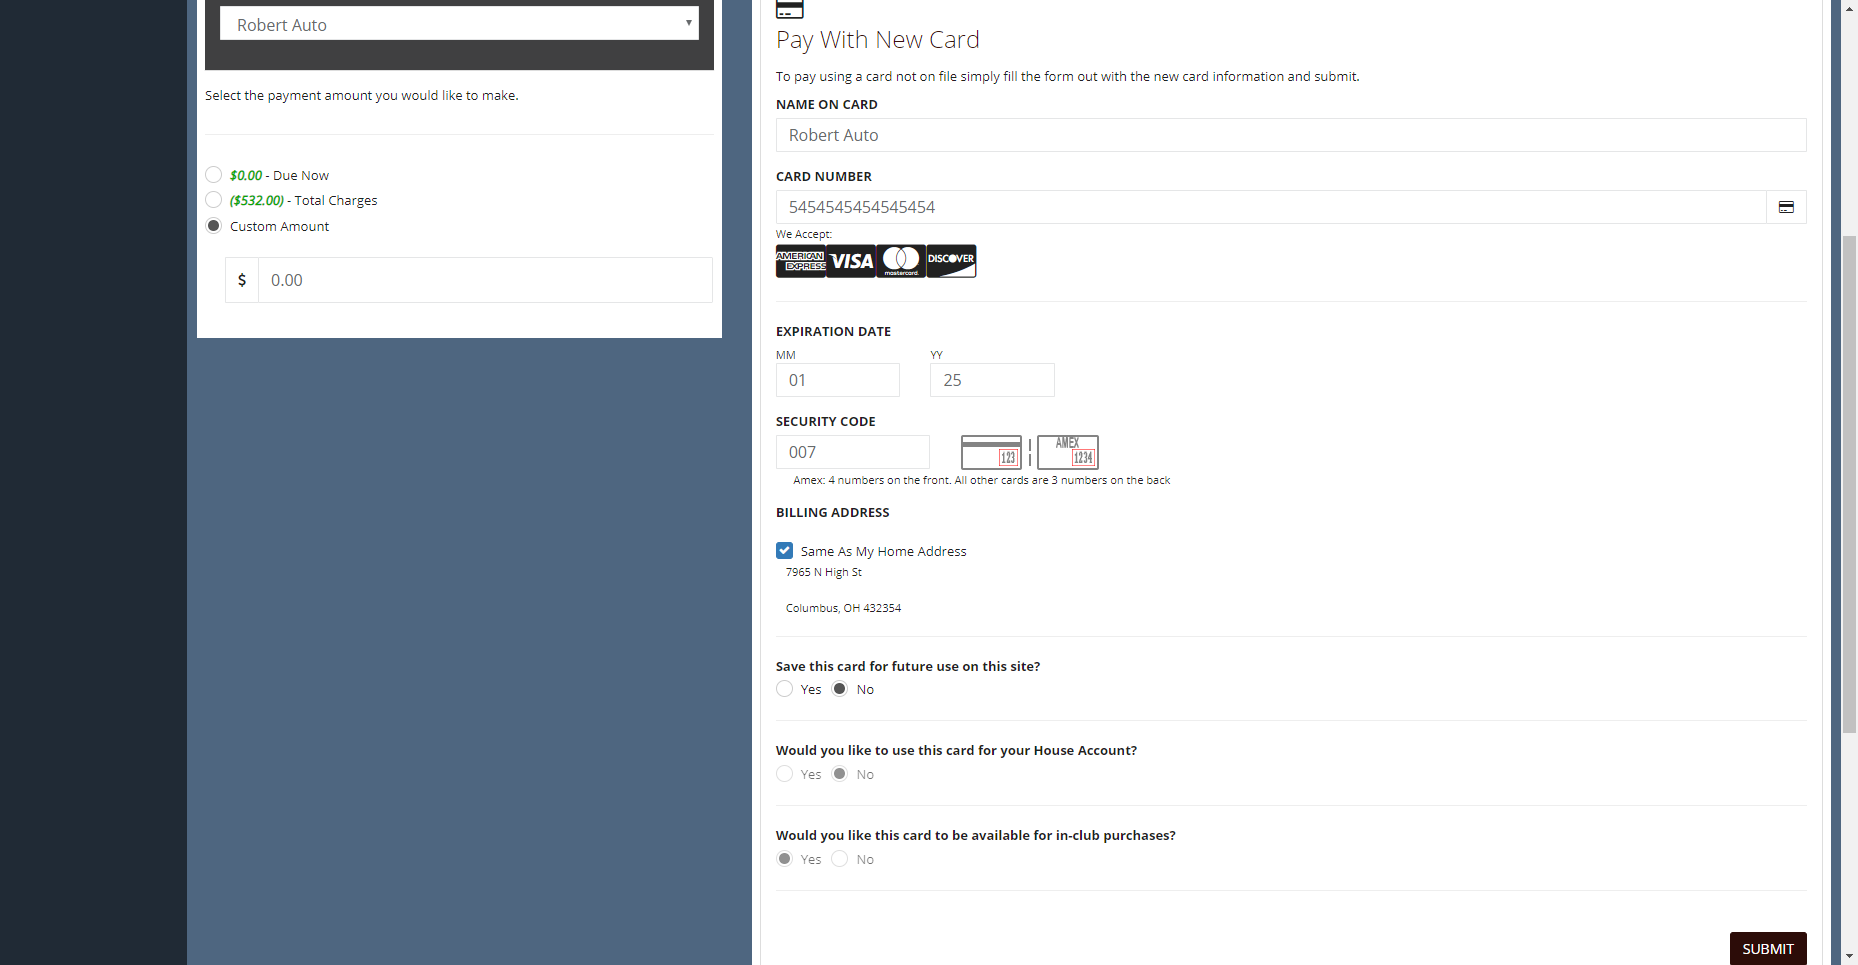 Robert Auto
Select the payment amount you would like to make.
$0.00 - Due Now
($532.00) - Total Charges
Custom Amount
$ 0.00
Pay With New Card
To pay using a card not on file simply fill the form out with the new card information and submit.
NAME ON CARD
Robert Auto
CARD NUMBER
5454545454545454
We Accept:
AMERICAN EXPRESS VISA mastercard DISCOVER
EXPIRATION DATE
MM YY
01 25
SECURITY CODE
007 123 AMEX 1234
Amex: 4 numbers on the front. All other cards are 3 numbers on the back
BILLING ADDRESS
Same As My Home Address
7965 N High St
Columbus, OH 432354
Save this card for future use on this site?
Yes No
Would you like to use this card for your House Account?
Yes No
Would you like this card to be available for in-club purchases?
Yes No
SUBMIT